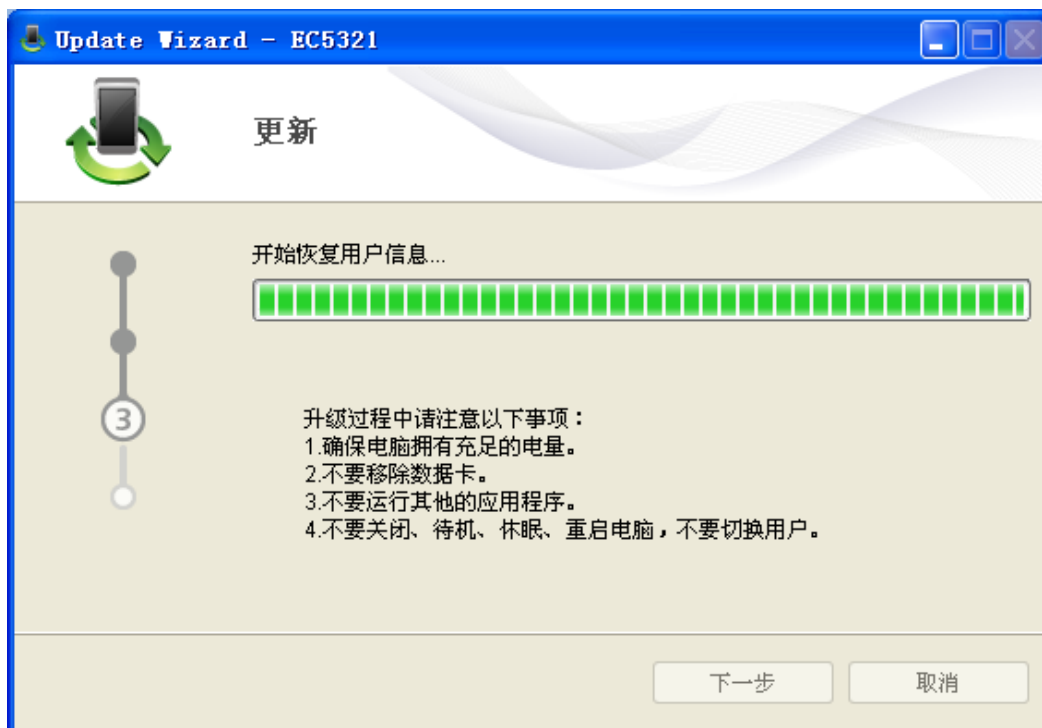 Update Wizard - EC5321
更新
开始恢复用户信息...
3
升级过程中请注意以下事项：
1.确保电脑拥有充足的电量。
2.不要移除数据卡。
3.不要运行其他的应用程序。
4.不要关闭、待机、休眠、重启电脑，不要切换用户。
下一步
取消